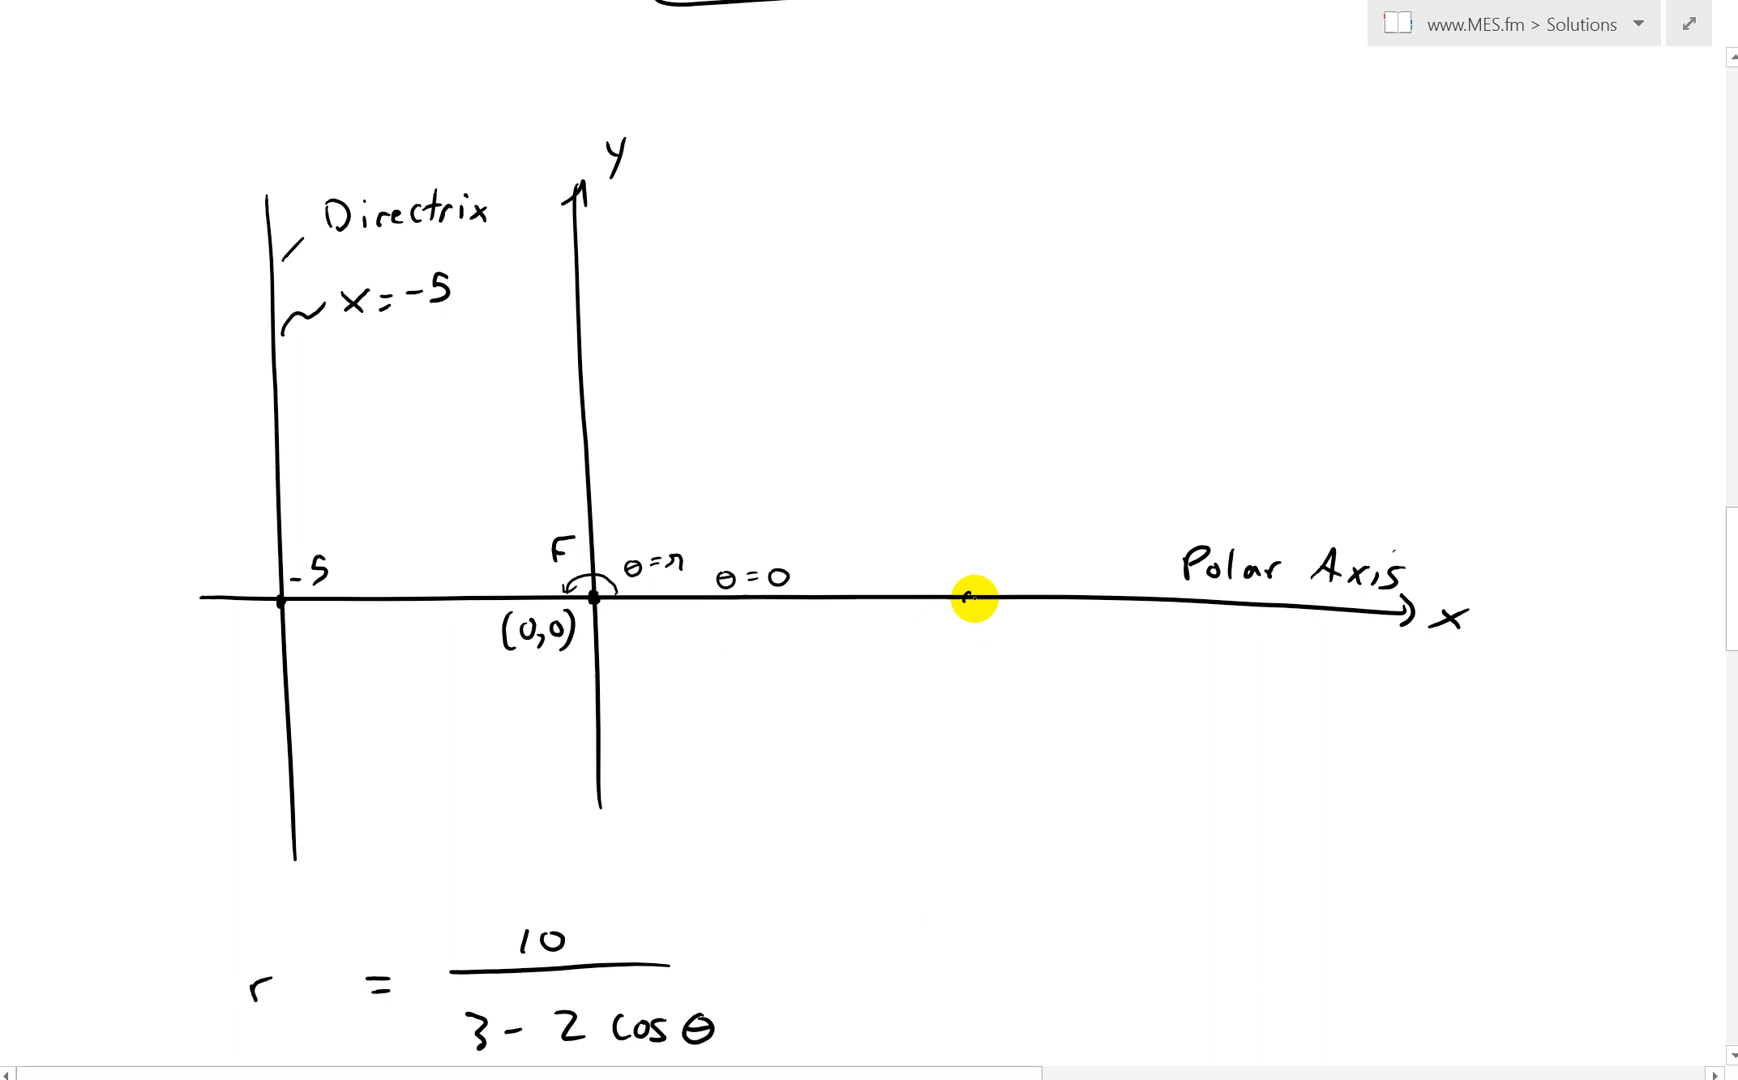 www.MES.fm > Solutions
y
Directrix
x = -5
F
θ = π
θ = 0
-5
(0,0)
Polar Axis
x
r = 10
3 - 2 cos θ